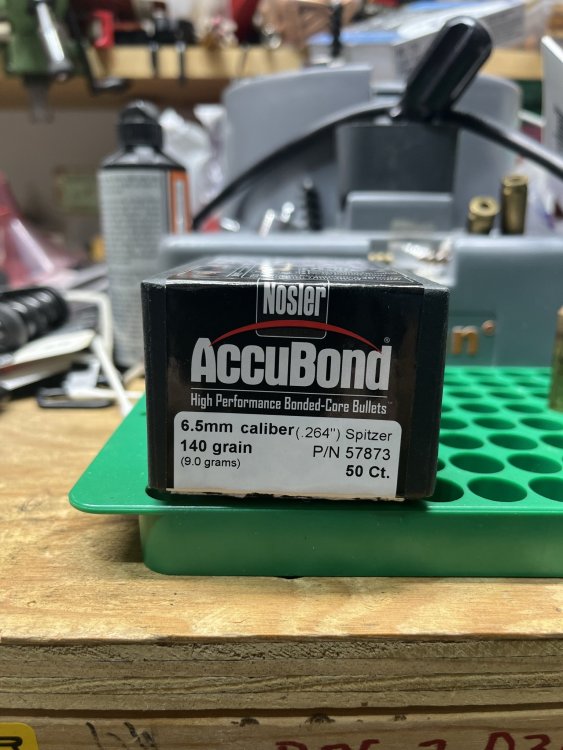 Nosler
AccuBond®
High Performance Bonded-Core Bullets
6.5mm caliber(.264") Spitzer
140 grain P/N 57873
(9.0 grams)
50 Ct.